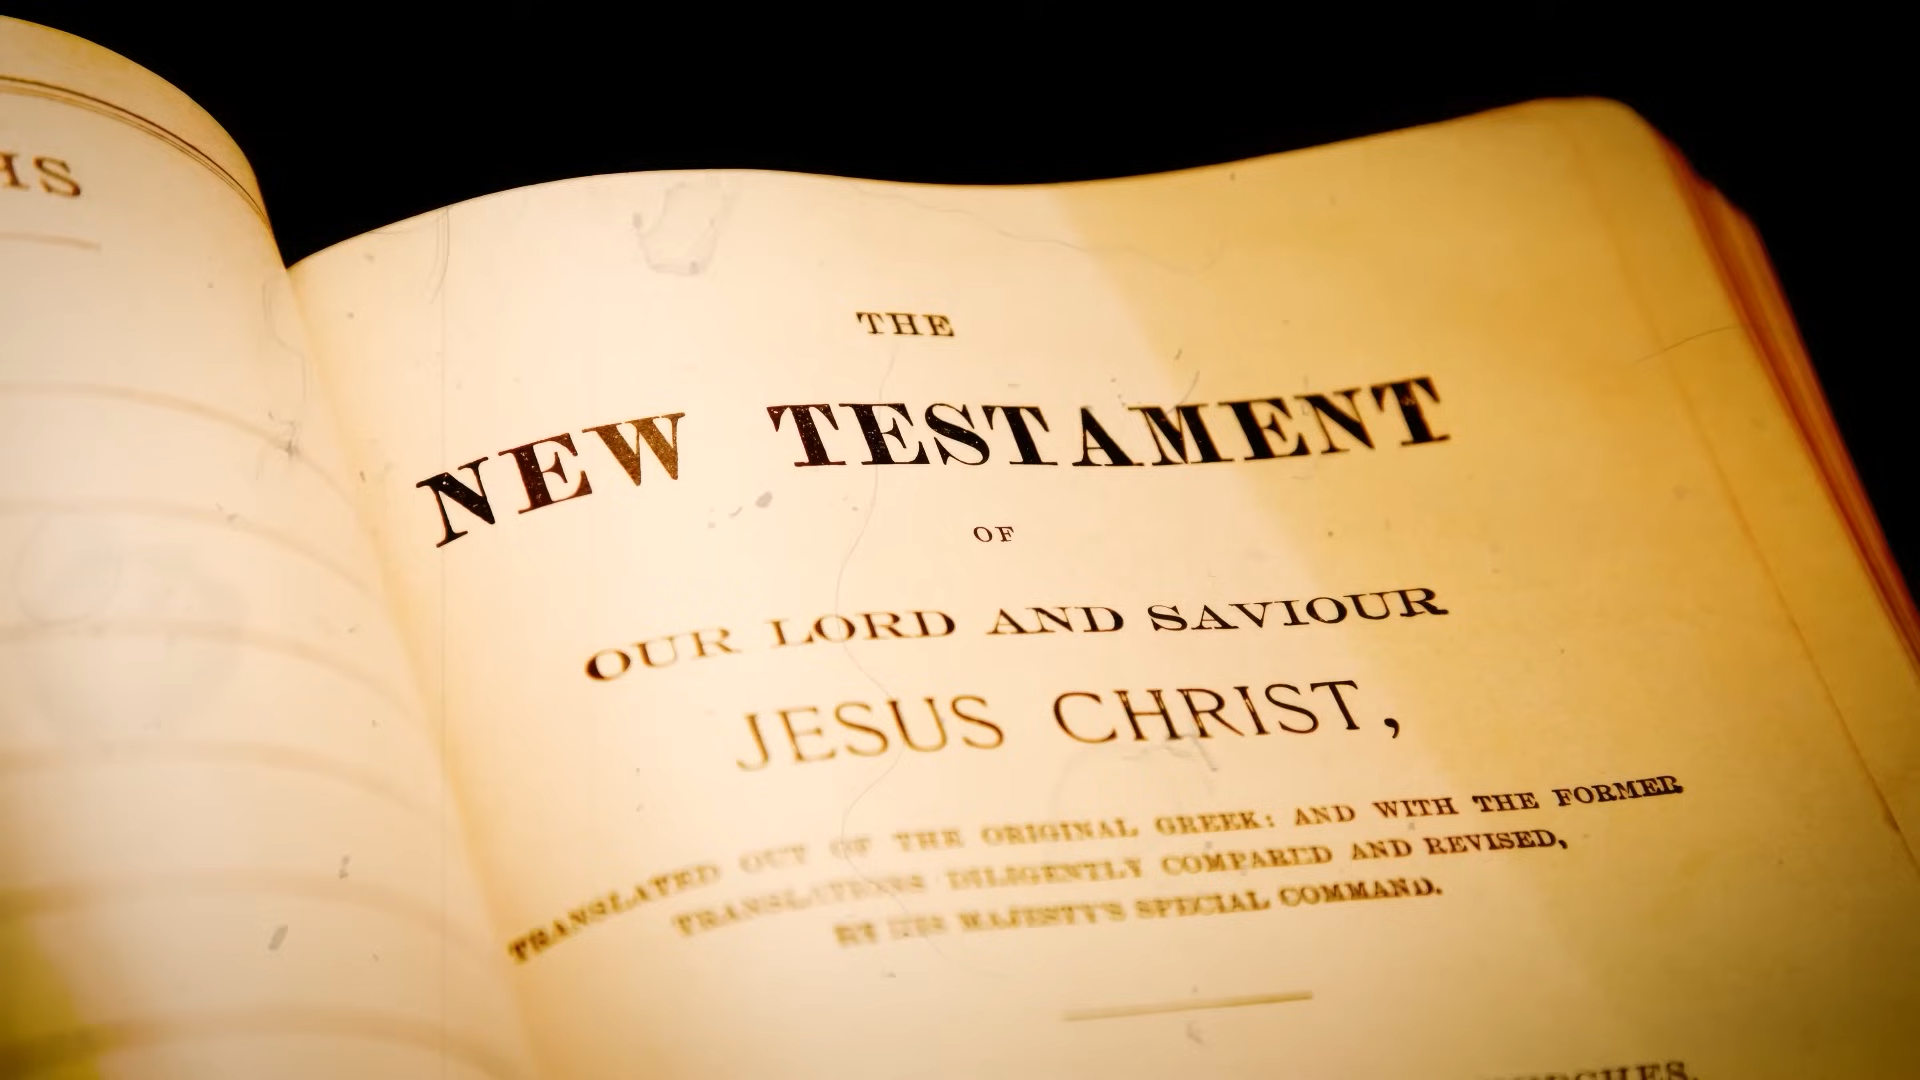 HS
THE
NEW TESTAMENT
OF
OUR LORD AND SAVIOUR
JESUS CHRIST,
TRANSLATED OUT OF THE ORIGINAL GREEK: AND WITH THE FORMER
TRANSLATIONS DILIGENTLY COMPARED AND REVISED,
BY HIS MAJESTY'S SPECIAL COMMAND.